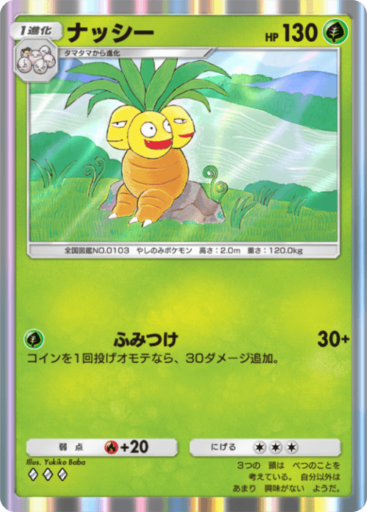 1進化
ナッシー
HP 130
タマタマから進化
全国図鑑NO.0103 やしのみポケモン 高さ：2.0m 重さ：120.0kg
ふみつけ 30+
コインを1回投げオモテなら、30ダメージ追加。
弱点 +20
にげる
Illus. Yukiko Baba
3つの 頭は べつのことを
考えている。自分以外は
あまり 興味がない ようだ。